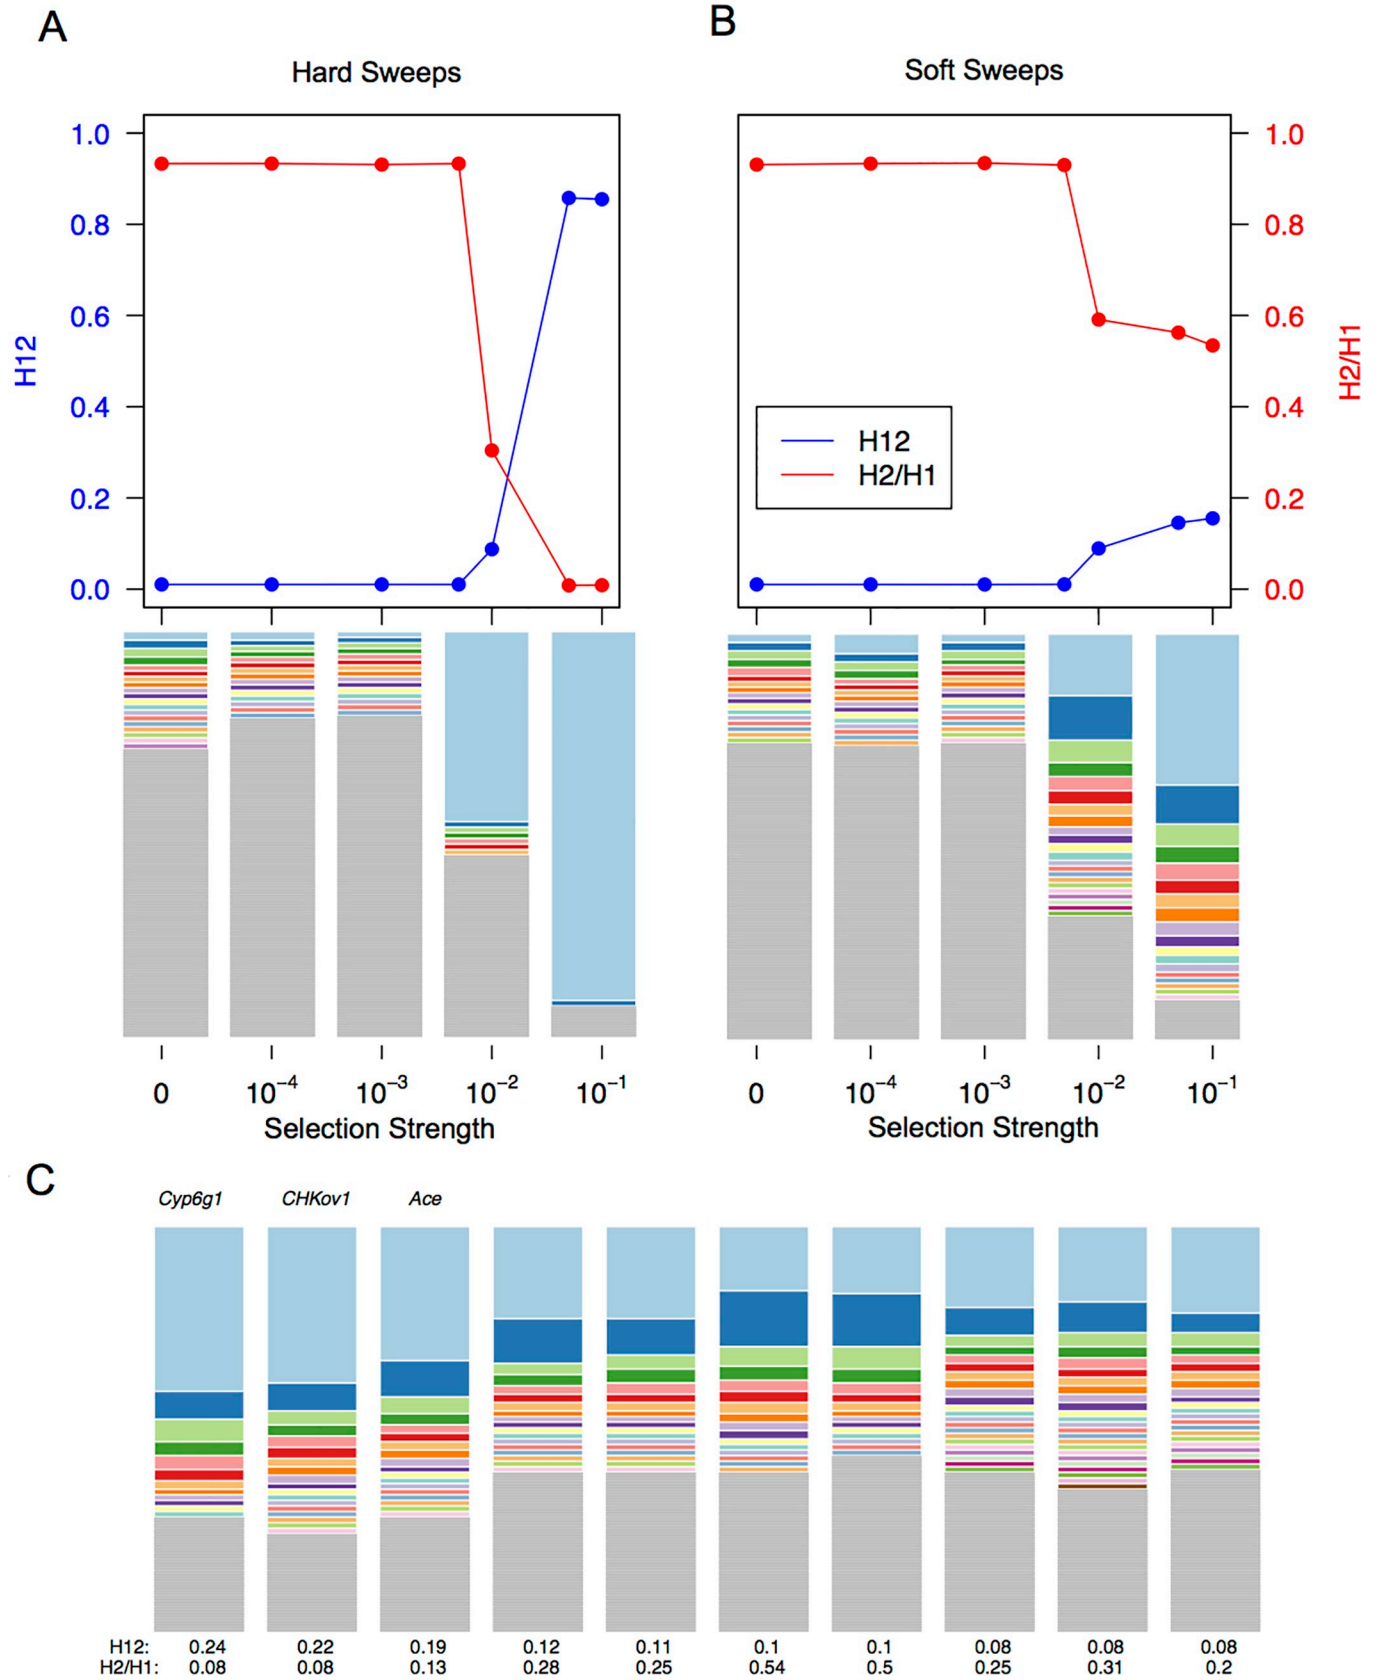 A
B
Hard Sweeps
Soft Sweeps
1.0
0.8
0.6
0.4
0.2
0.0
H12
1.0
0.8
0.6
0.4
0.2
0.0
H2/H1
H12
H2/H1
0 10−4 10−3 10−2 10−1
Selection Strength
0 10−4 10−3 10−2 10−1
Selection Strength
C
Cyp6g1 CHKov1 Ace
H12: 0.24 0.22 0.19 0.12 0.11 0.1 0.1 0.08 0.08 0.08
H2/H1: 0.08 0.08 0.13 0.28 0.25 0.54 0.5 0.25 0.31 0.2